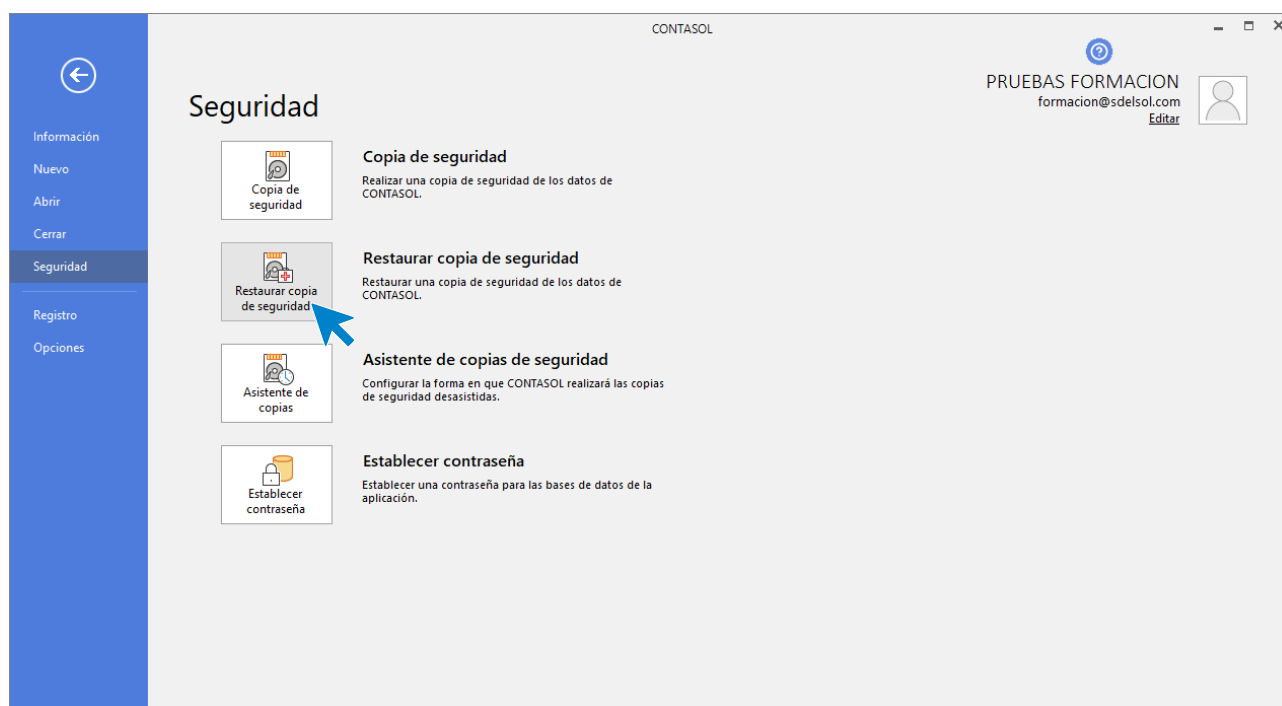 CONTASOL
PRUEBAS FORMACION
formacion@sdelsol.com
Editar
Información
Nuevo
Abrir
Cerrar
Seguridad
Registro
Opciones
Seguridad
Copia de
seguridad
Copia de seguridad
Realizar una copia de seguridad de los datos de
CONTASOL.
Restaurar copia
de seguridad
Restaurar copia de seguridad
Restaurar una copia de seguridad de los datos de
CONTASOL.
Asistente de
copias
Asistente de copias de seguridad
Configurar la forma en que CONTASOL realizará las copias
de seguridad desasistidas.
Establecer
contraseña
Establecer contraseña
Establecer una contraseña para las bases de datos de la
aplicación.